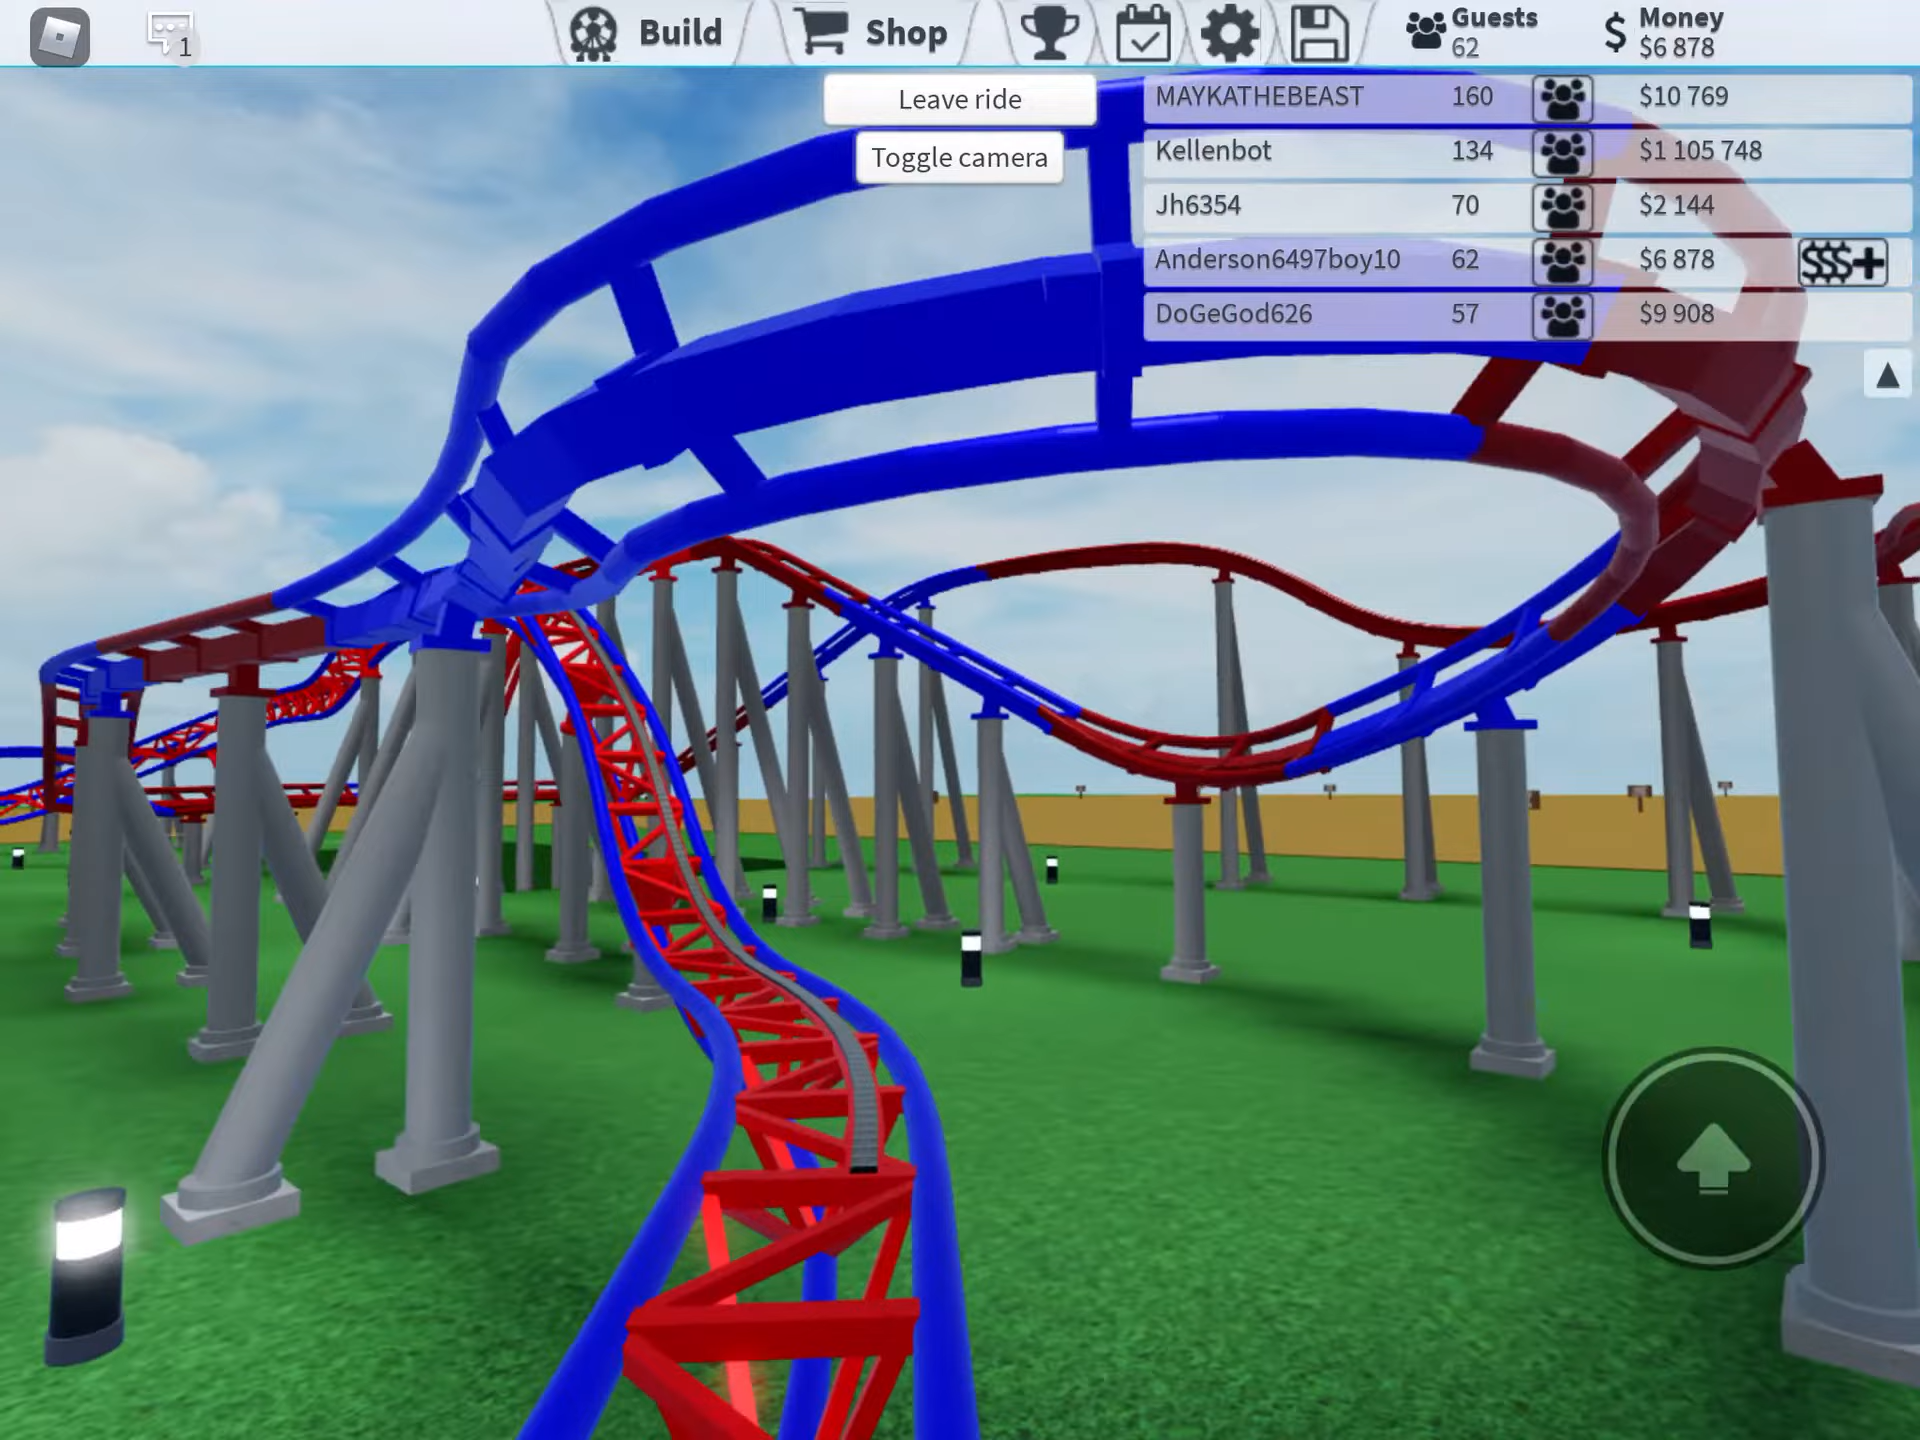 1
Build
Shop
Guests
62
$ Money
$6 878
Leave ride
Toggle camera
MAYKATHEBEAST 160 $10 769
Kellenbot 134 $1 105 748
Jh6354 70 $2 144
Anderson6497boy10 62 $6 878 $$$+
DoGeGod626 57 $9 908